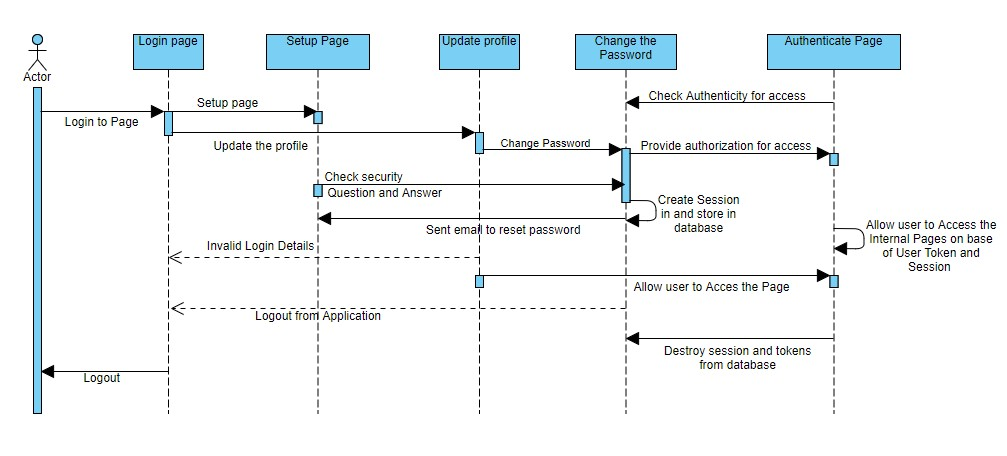 Login page
Setup Page
Update profile
Change the
Password
Authenticate Page
Actor
Check Authenticity for access
Setup page
Login to Page
Update the profile
Change Password
Provide authorization for access
Check security
Question and Answer
Create Session
in and store in
database
Sent email to reset password
Allow user to Access the
Internal Pages on base
of User Token and
Session
Invalid Login Details
Allow user to Acces the Page
Logout from Application
Destroy session and tokens
from database
Logout